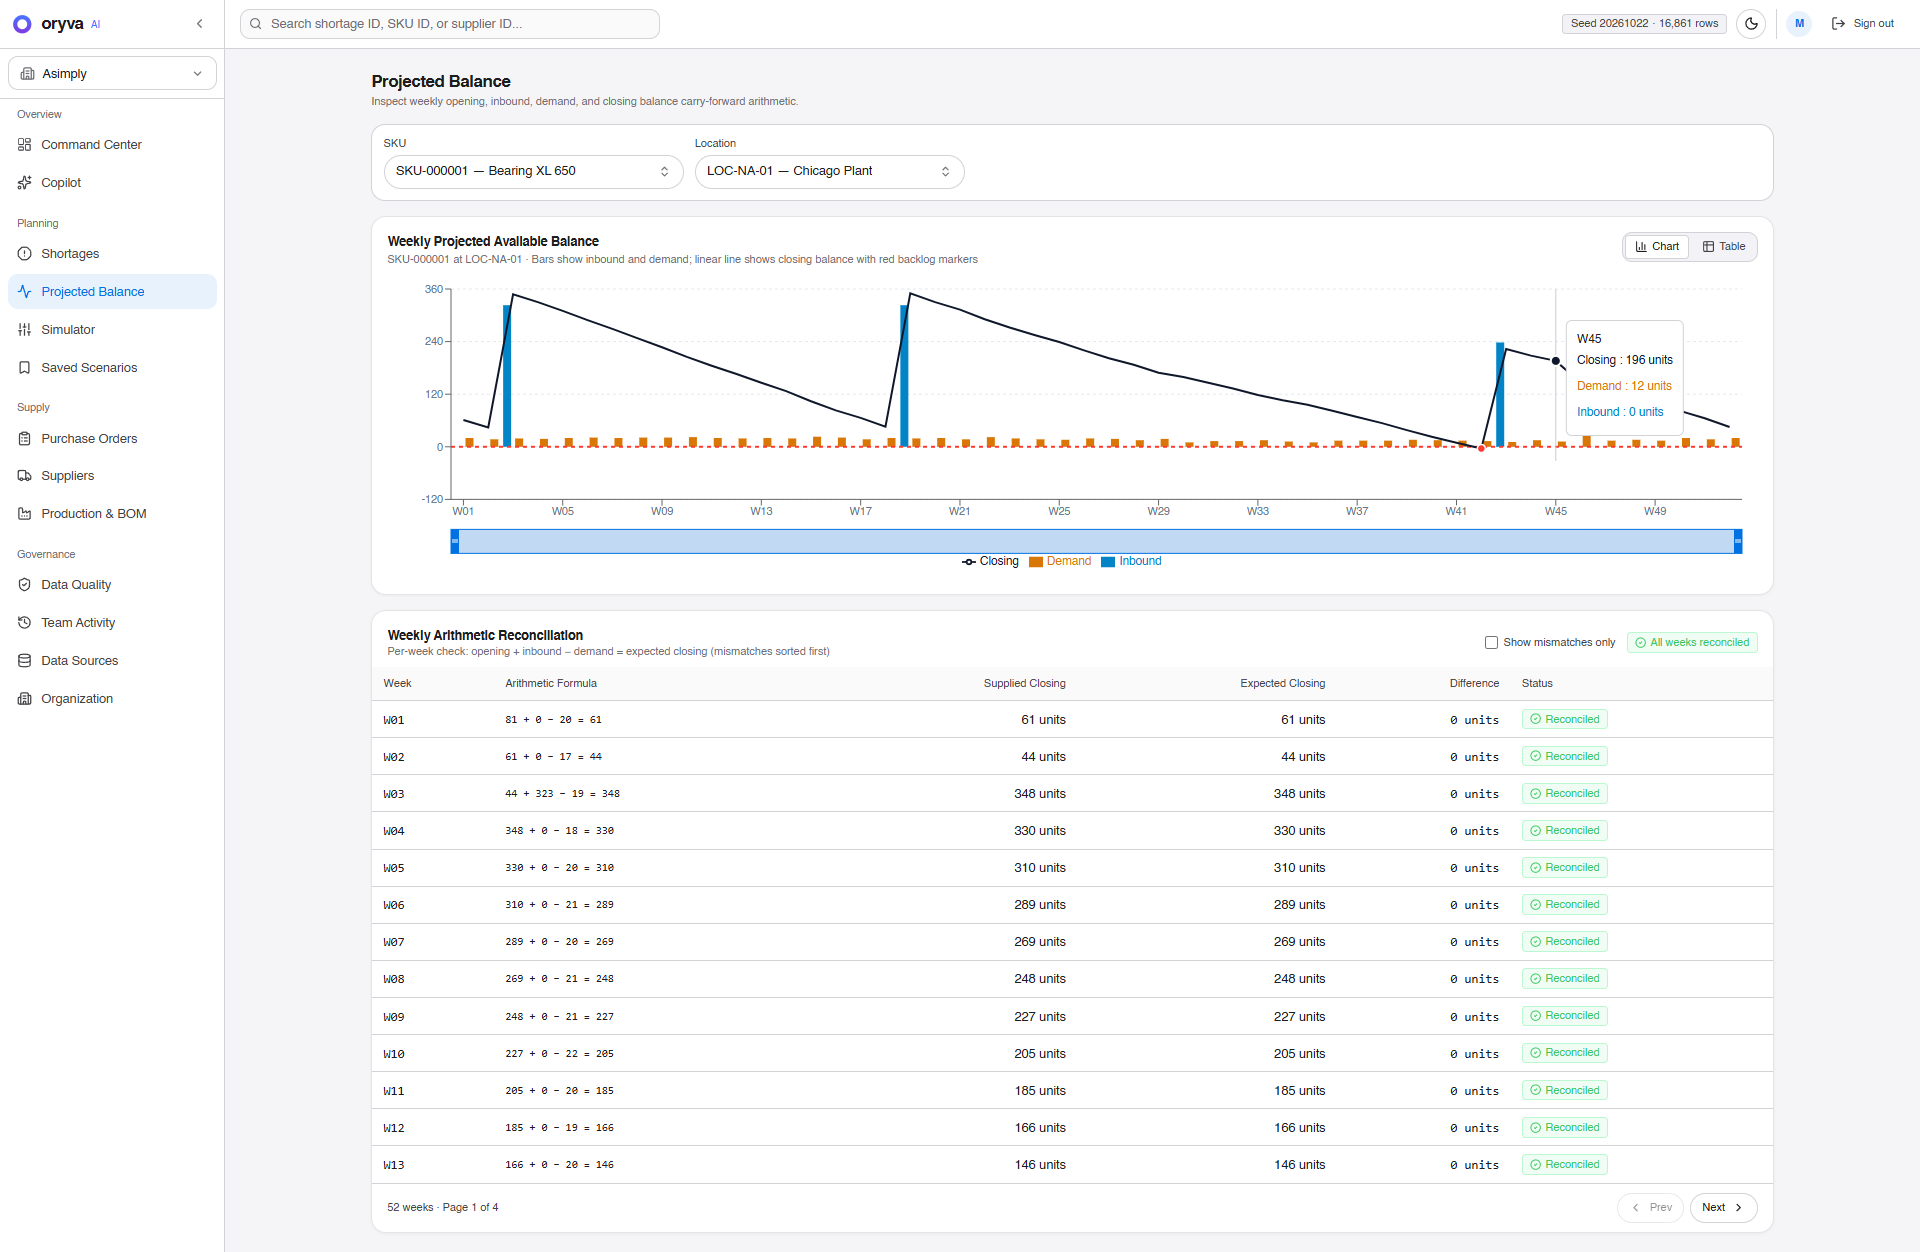 oryva AI
Search shortage ID, SKU ID, or supplier ID...
Seed 20261022 · 16,861 rows
M
Sign out
Asimply
Overview
Command Center
Copilot
Planning
Shortages
Projected Balance
Simulator
Saved Scenarios
Supply
Purchase Orders
Suppliers
Production & BOM
Governance
Data Quality
Team Activity
Data Sources
Organization
Projected Balance
Inspect weekly opening, inbound, demand, and closing balance carry-forward arithmetic.
SKU
Location
SKU-000001 — Bearing XL 650
LOC-NA-01 — Chicago Plant
Weekly Projected Available Balance
SKU-000001 at LOC-NA-01 · Bars show inbound and demand; linear line shows closing balance with red backlog markers
Chart
Table
360
240
120
0
-120
W01 W05 W09 W13 W17 W21 W25 W29 W33 W37 W41 W45 W49
W45
Closing : 196 units
Demand : 12 units
Inbound : 0 units
Closing Demand Inbound
Weekly Arithmetic Reconciliation
Per-week check: opening + inbound − demand = expected closing (mismatches sorted first)
Show mismatches only
All weeks reconciled
Week Arithmetic Formula Supplied Closing Expected Closing Difference Status
W01 81 + 0 − 20 = 61 61 units 61 units 0 units Reconciled
W02 61 + 0 − 17 = 44 44 units 44 units 0 units Reconciled
W03 44 + 323 − 19 = 348 348 units 348 units 0 units Reconciled
W04 348 + 0 − 18 = 330 330 units 330 units 0 units Reconciled
W05 330 + 0 − 20 = 310 310 units 310 units 0 units Reconciled
W06 310 + 0 − 21 = 289 289 units 289 units 0 units Reconciled
W07 289 + 0 − 20 = 269 269 units 269 units 0 units Reconciled
W08 269 + 0 − 21 = 248 248 units 248 units 0 units Reconciled
W09 248 + 0 − 21 = 227 227 units 227 units 0 units Reconciled
W10 227 + 0 − 22 = 205 205 units 205 units 0 units Reconciled
W11 205 + 0 − 20 = 185 185 units 185 units 0 units Reconciled
W12 185 + 0 − 19 = 166 166 units 166 units 0 units Reconciled
W13 166 + 0 − 20 = 146 146 units 146 units 0 units Reconciled
52 weeks · Page 1 of 4
Prev
Next